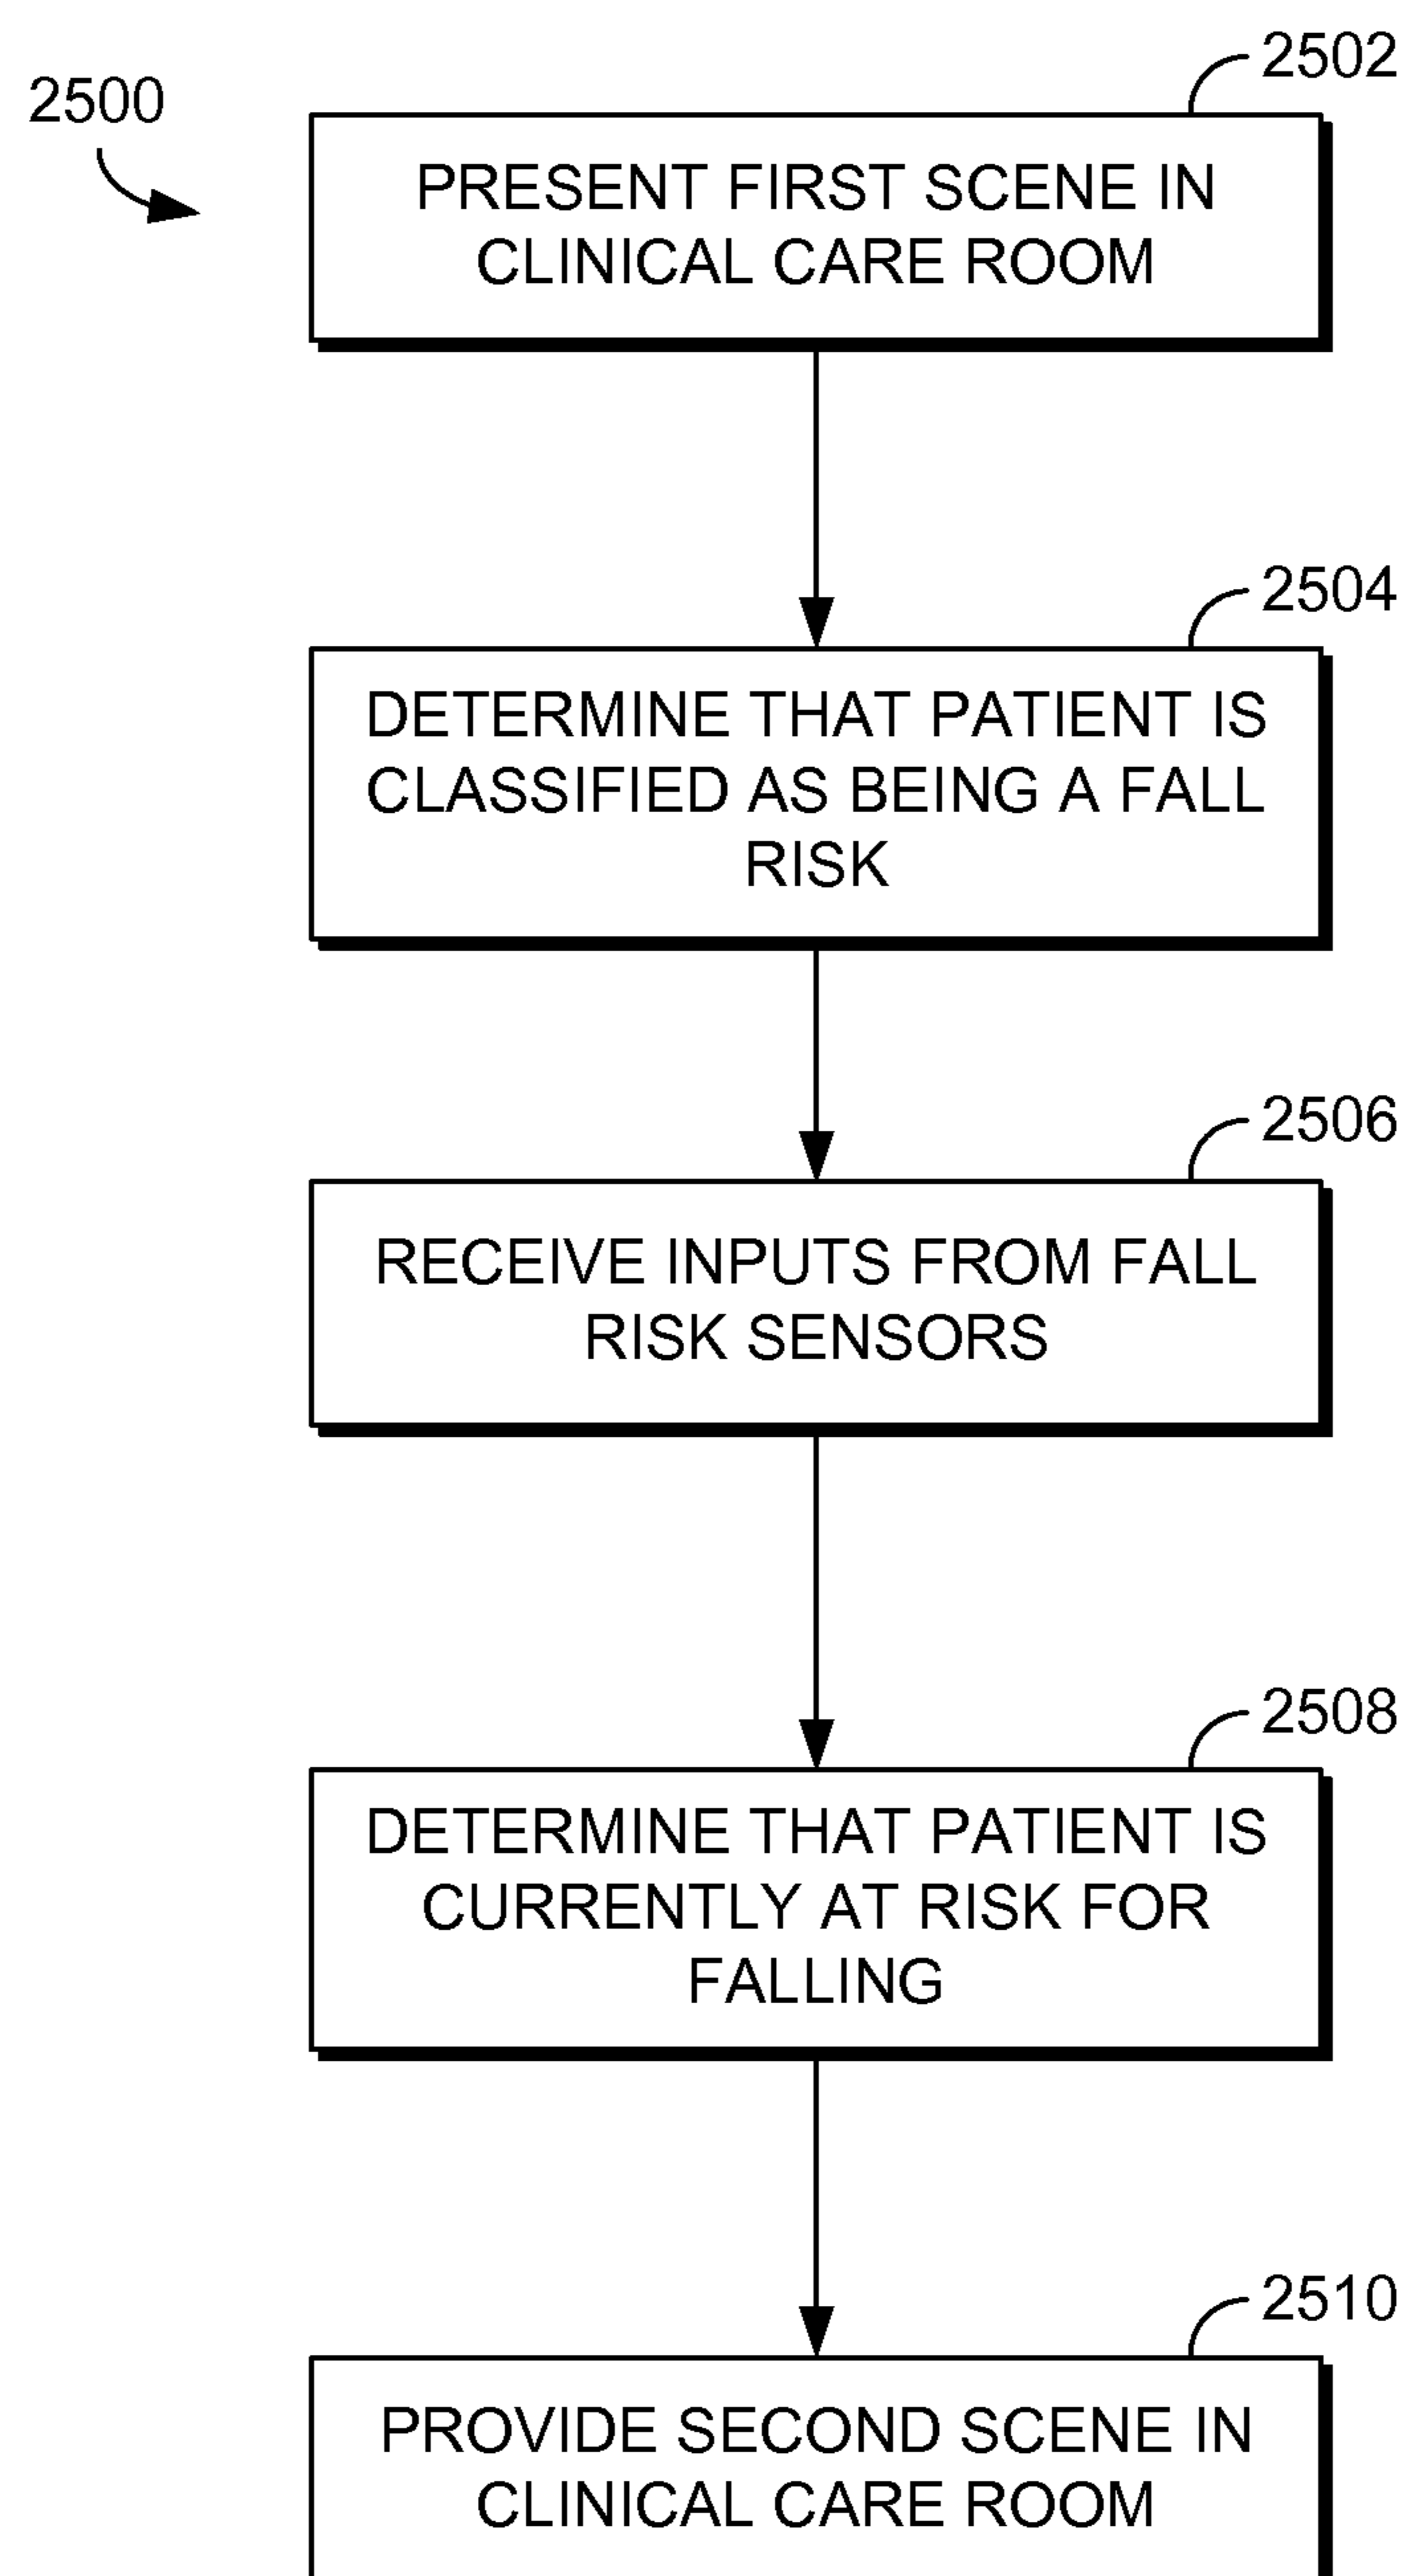 2500
2502
PRESENT FIRST SCENE IN
CLINICAL CARE ROOM
2504
DETERMINE THAT PATIENT IS
CLASSIFIED AS BEING A FALL
RISK
2506
RECEIVE INPUTS FROM FALL
RISK SENSORS
2508
DETERMINE THAT PATIENT IS
CURRENTLY AT RISK FOR
FALLING
2510
PROVIDE SECOND SCENE IN
CLINICAL CARE ROOM